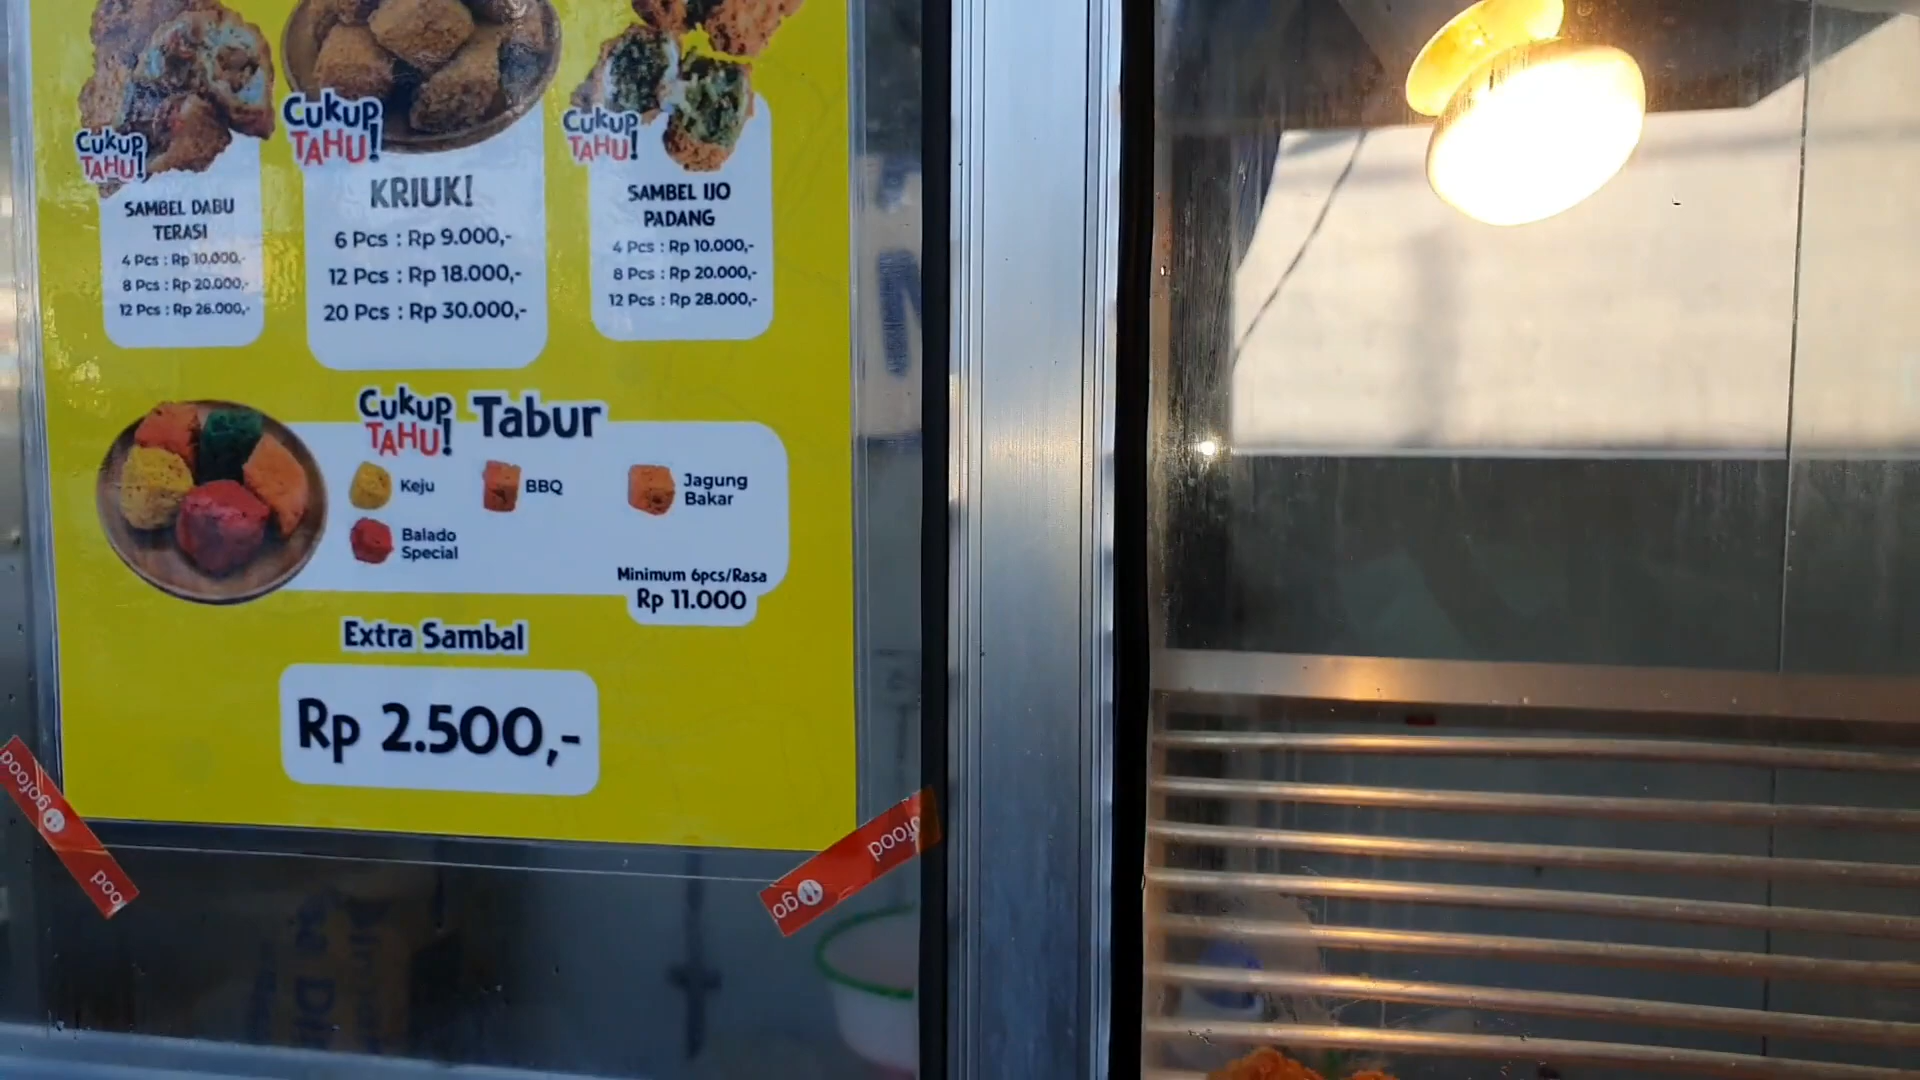 Cukup
TAHU!
SAMBEL DABU
TERASI
4 Pcs : Rp 10.000,-
8 Pcs : Rp 20.000,-
12 Pcs : Rp 28.000,-
Cukup
TAHU!
KRIUK!
6 Pcs : Rp 9.000,-
12 Pcs : Rp 18.000,-
20 Pcs : Rp 30.000,-
Cukup
TAHU!
SAMBEL IJO
PADANG
4 Pcs : Rp 10.000,-
8 Pcs : Rp 20.000,-
12 Pcs : Rp 28.000,-
Cukup
TAHU!
Tabur
Keju
BBQ
Jagung
Bakar
Balado
Special
Minimum 6pcs/Rasa
Rp 11.000
Extra Sambal
Rp 2.500,-
gofood
ood
ofood
go